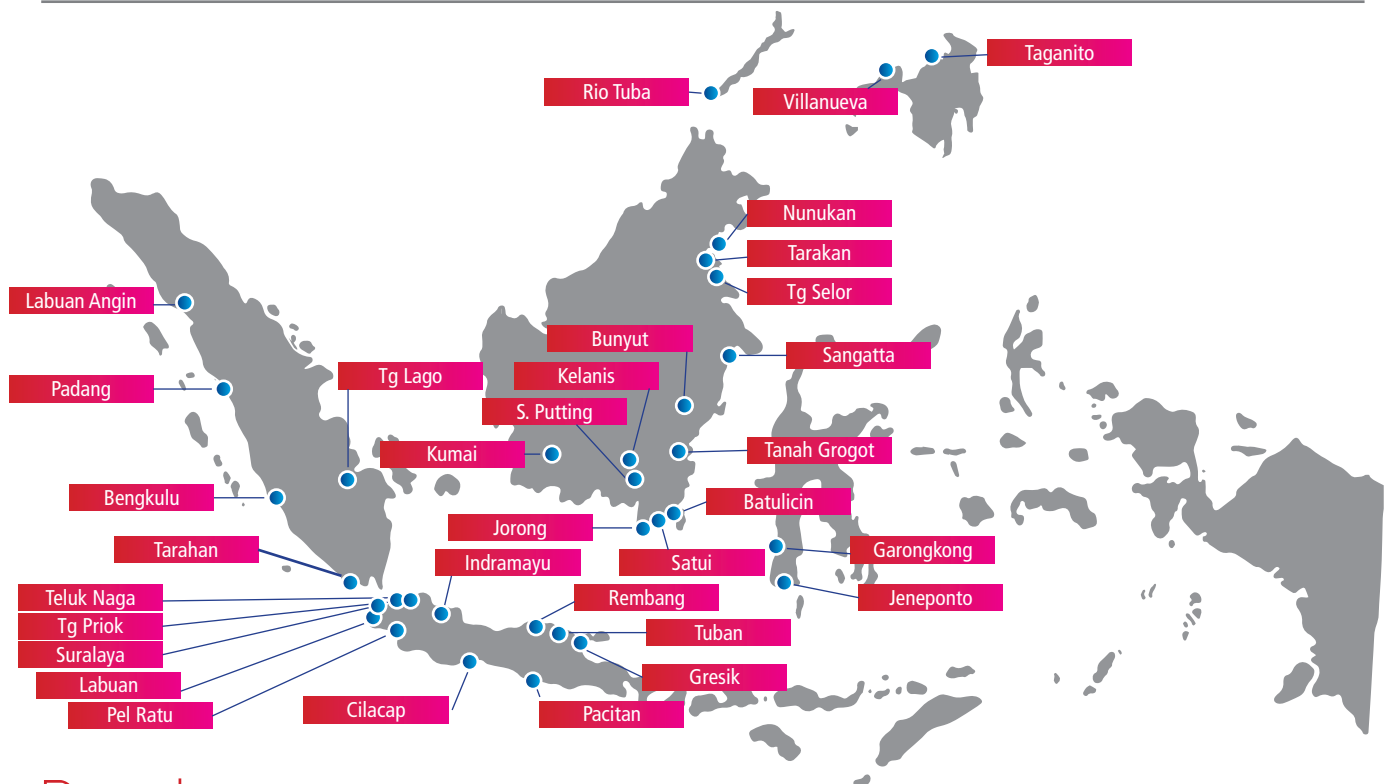 Taganito
Rio Tuba
Villanueva
Nunukan
Tarakan
Tg Selor
Labuan Angin
Bunyut
Sangatta
Padang
Tg Lago
Kelanis
S. Putting
Kumai
Tanah Grogot
Bengkulu
Batulicin
Jorong
Tarahan
Indramayu
Satui
Garongkong
Teluk Naga
Rembang
Jeneponto
Tg Priok
Tuban
Suralaya
Labuan
Gresik
Pel Ratu
Cilacap
Pacitan